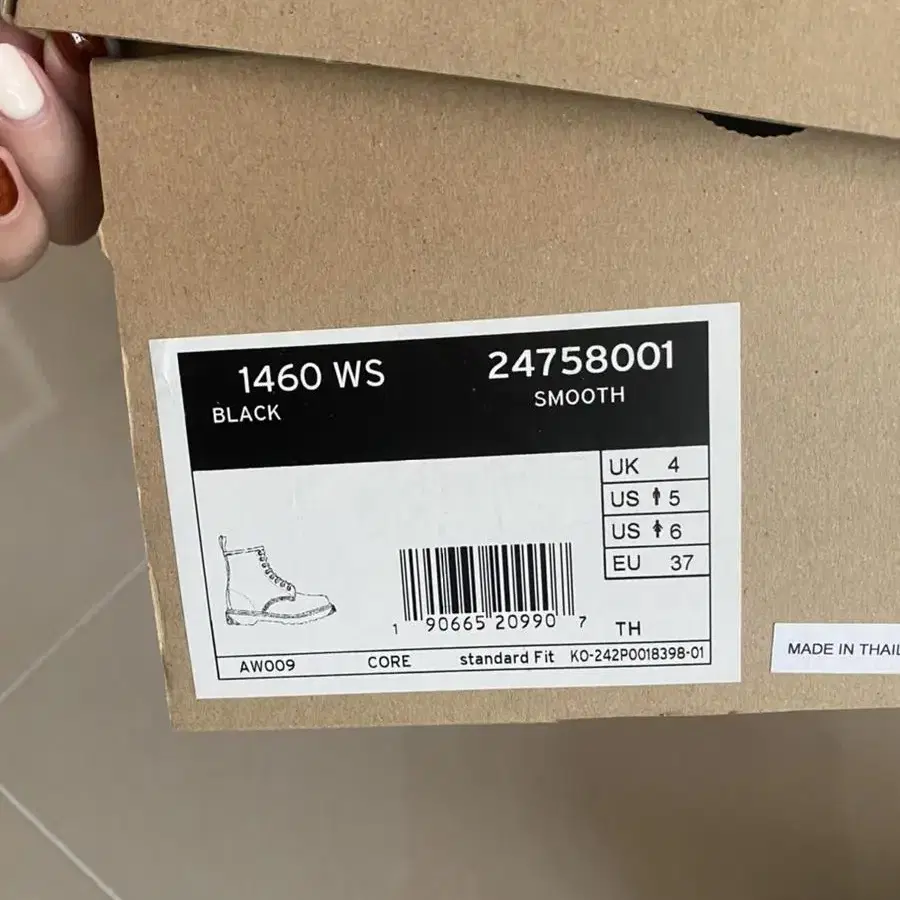 1460 WS 24758001
BLACK SMOOTH
UK 4
US 5
US 6
EU 37
1 90665 20990 7
TH
AW009 CORE standard Fit KO-242P0018398-01
MADE IN THAIL